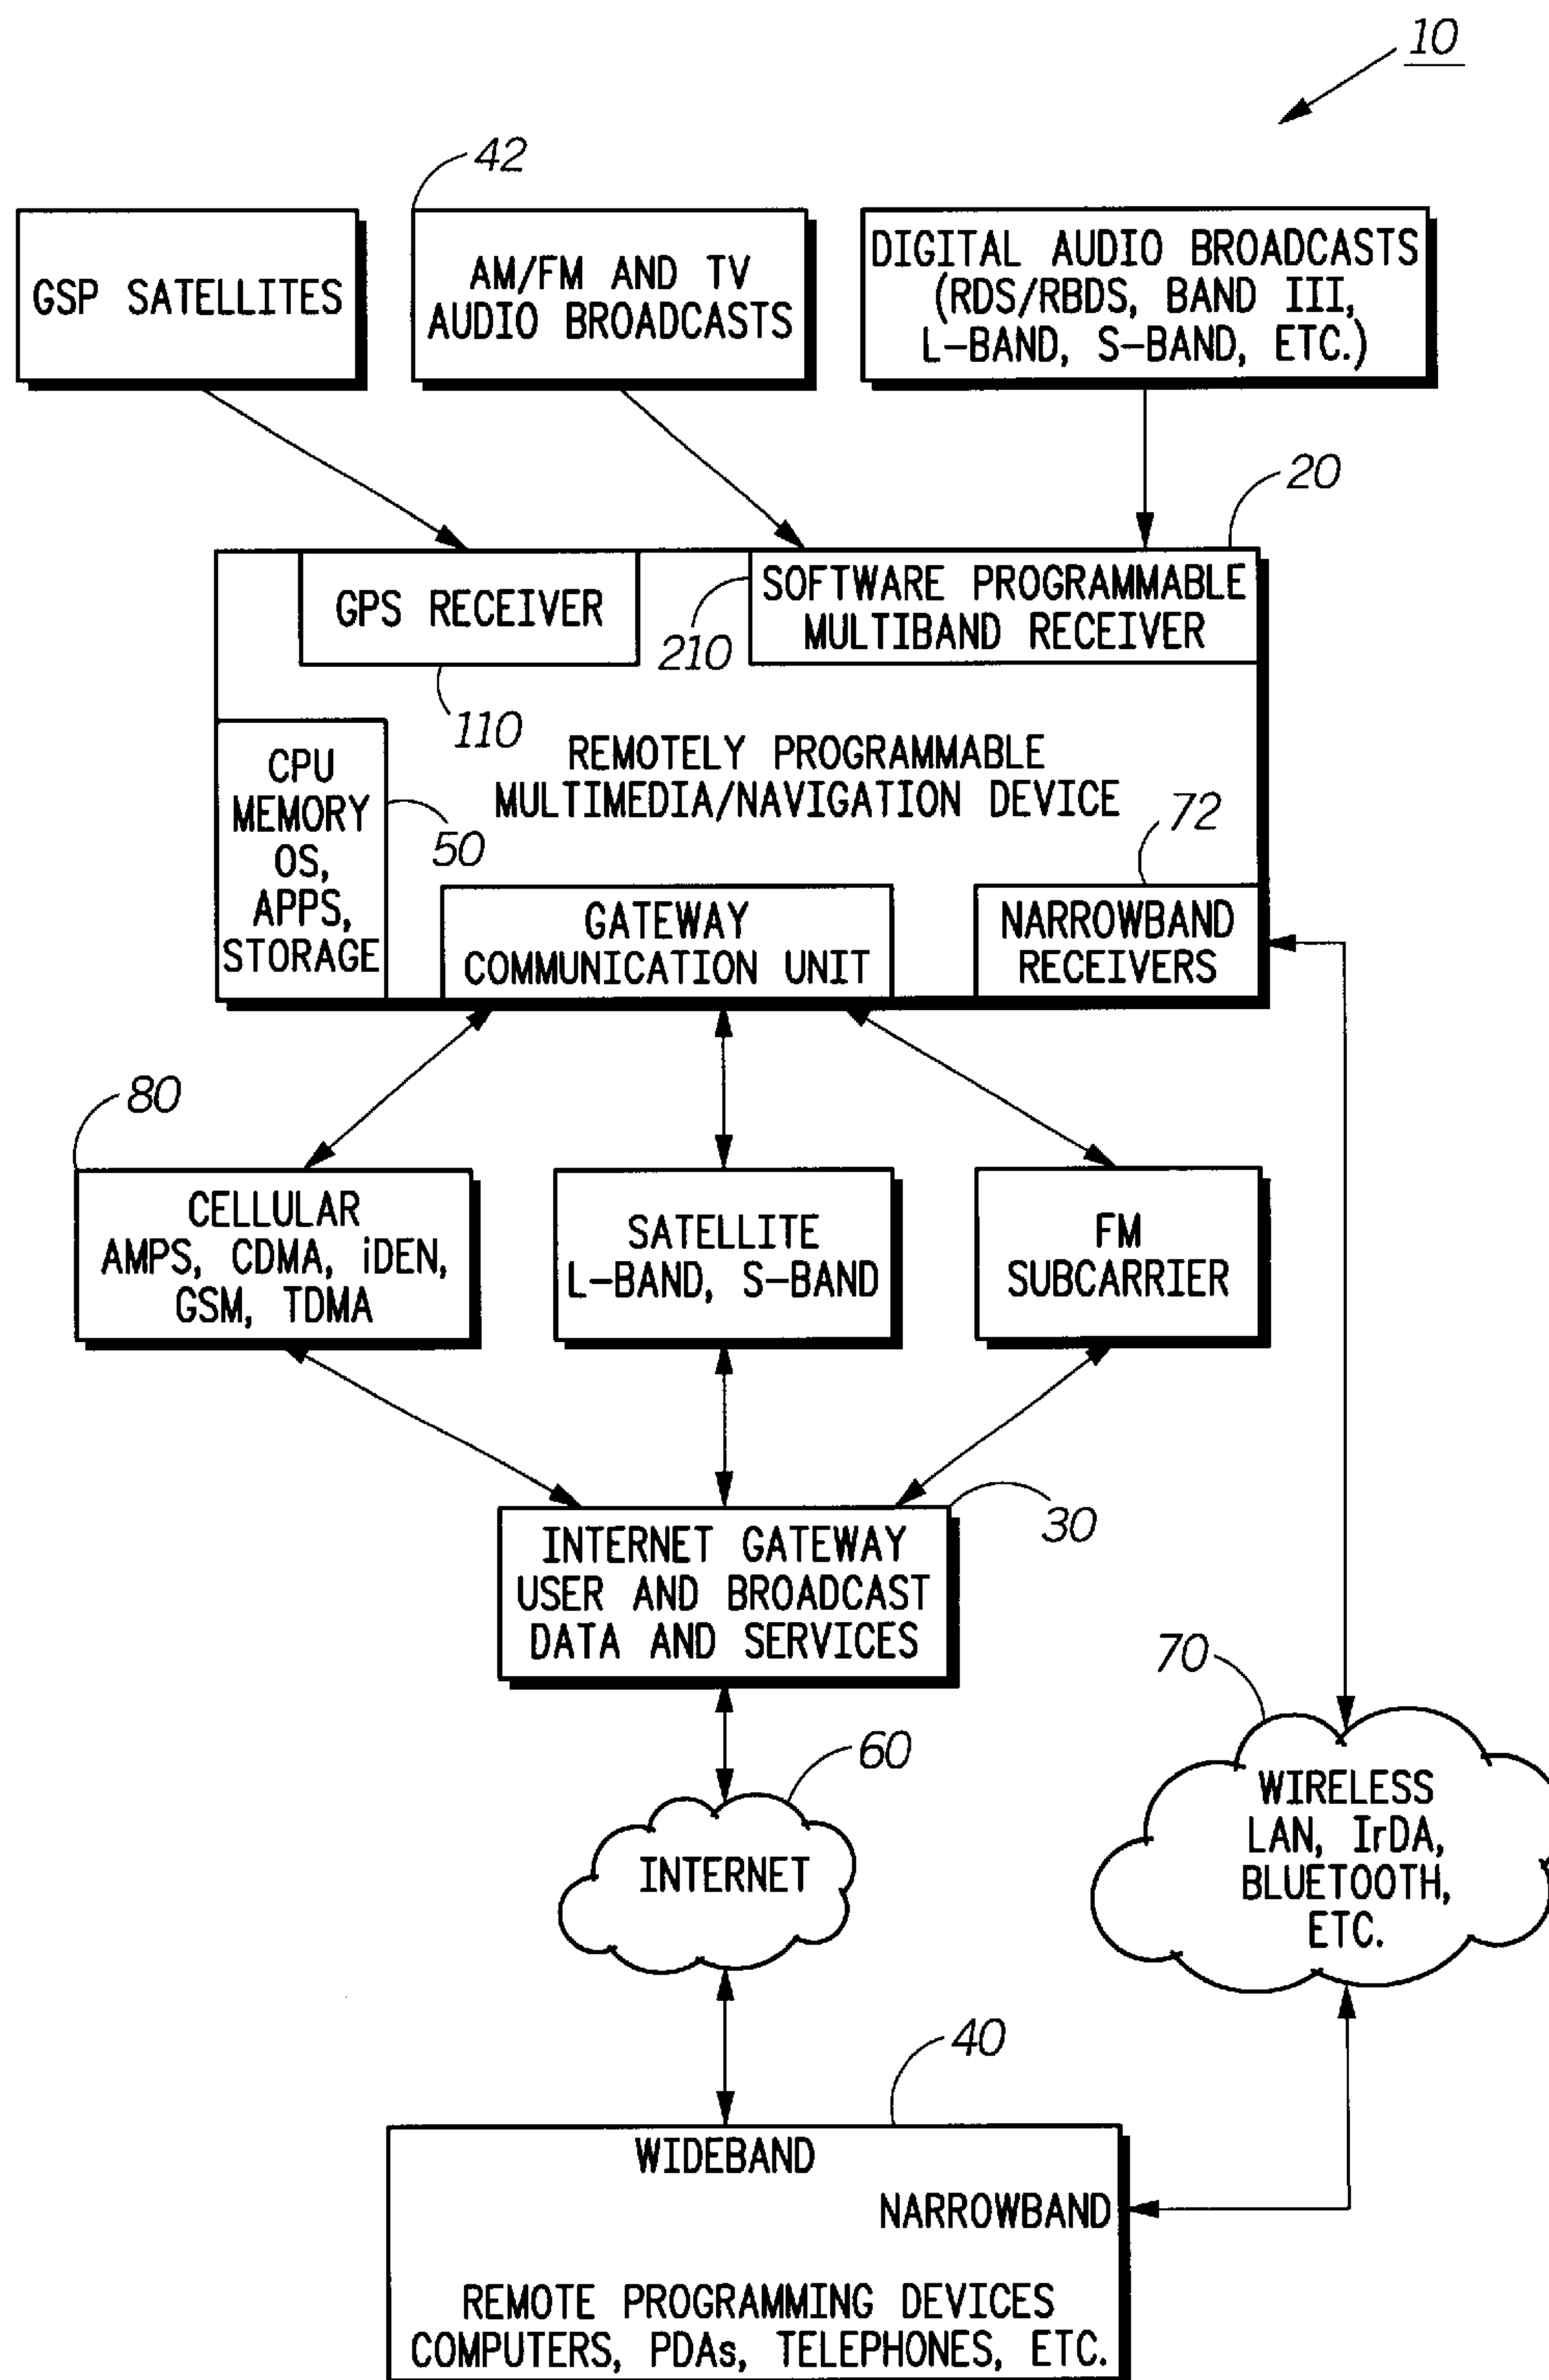 10
42
GSP SATELLITES
AM/FM AND TV
AUDIO BROADCASTS
DIGITAL AUDIO BROADCASTS
(RDS/RBDS, BAND III,
L-BAND, S-BAND, ETC.)
20
GPS RECEIVER
110
210
SOFTWARE PROGRAMMABLE
MULTIBAND RECEIVER
REMOTELY PROGRAMMABLE
MULTIMEDIA/NAVIGATION DEVICE
CPU
MEMORY
OS,
APPS,
STORAGE
50
72
GATEWAY
COMMUNICATION UNIT
NARROWBAND
RECEIVERS
80
CELLULAR
AMPS, CDMA, iDEN,
GSM, TDMA
SATELLITE
L-BAND, S-BAND
FM
SUBCARRIER
30
INTERNET GATEWAY
USER AND BROADCAST
DATA AND SERVICES
70
60
INTERNET
WIRELESS
LAN, IrDA,
BLUETOOTH,
ETC.
40
WIDEBAND
NARROWBAND
REMOTE PROGRAMMING DEVICES
COMPUTERS, PDAs, TELEPHONES, ETC.